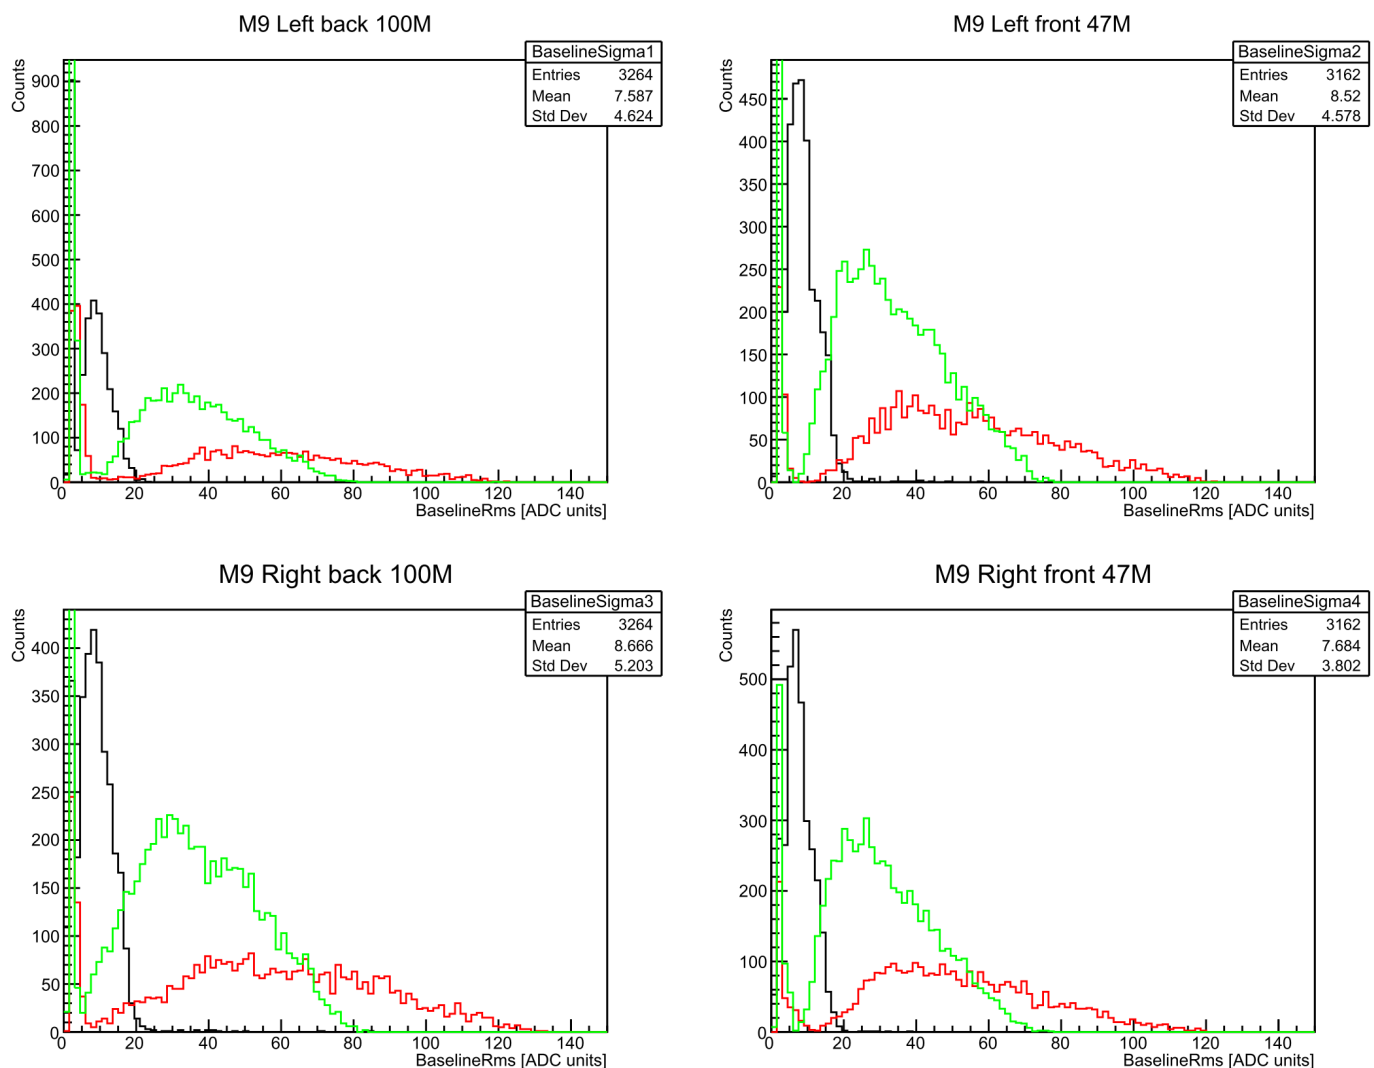 M9 Left back 100M
Counts
BaselineSigma1
Entries 3264
Mean 7.587
Std Dev 4.624
900
800
700
600
500
400
300
200
100
0
0 20 40 60 80 100 120 140
BaselineRms [ADC units]
M9 Left front 47M
Counts
BaselineSigma2
Entries 3162
Mean 8.52
Std Dev 4.578
450
400
350
300
250
200
150
100
50
0
0 20 40 60 80 100 120 140
BaselineRms [ADC units]
M9 Right back 100M
Counts
BaselineSigma3
Entries 3264
Mean 8.666
Std Dev 5.203
400
350
300
250
200
150
100
50
0
0 20 40 60 80 100 120 140
BaselineRms [ADC units]
M9 Right front 47M
Counts
BaselineSigma4
Entries 3162
Mean 7.684
Std Dev 3.802
500
400
300
200
100
0
0 20 40 60 80 100 120 140
BaselineRms [ADC units]